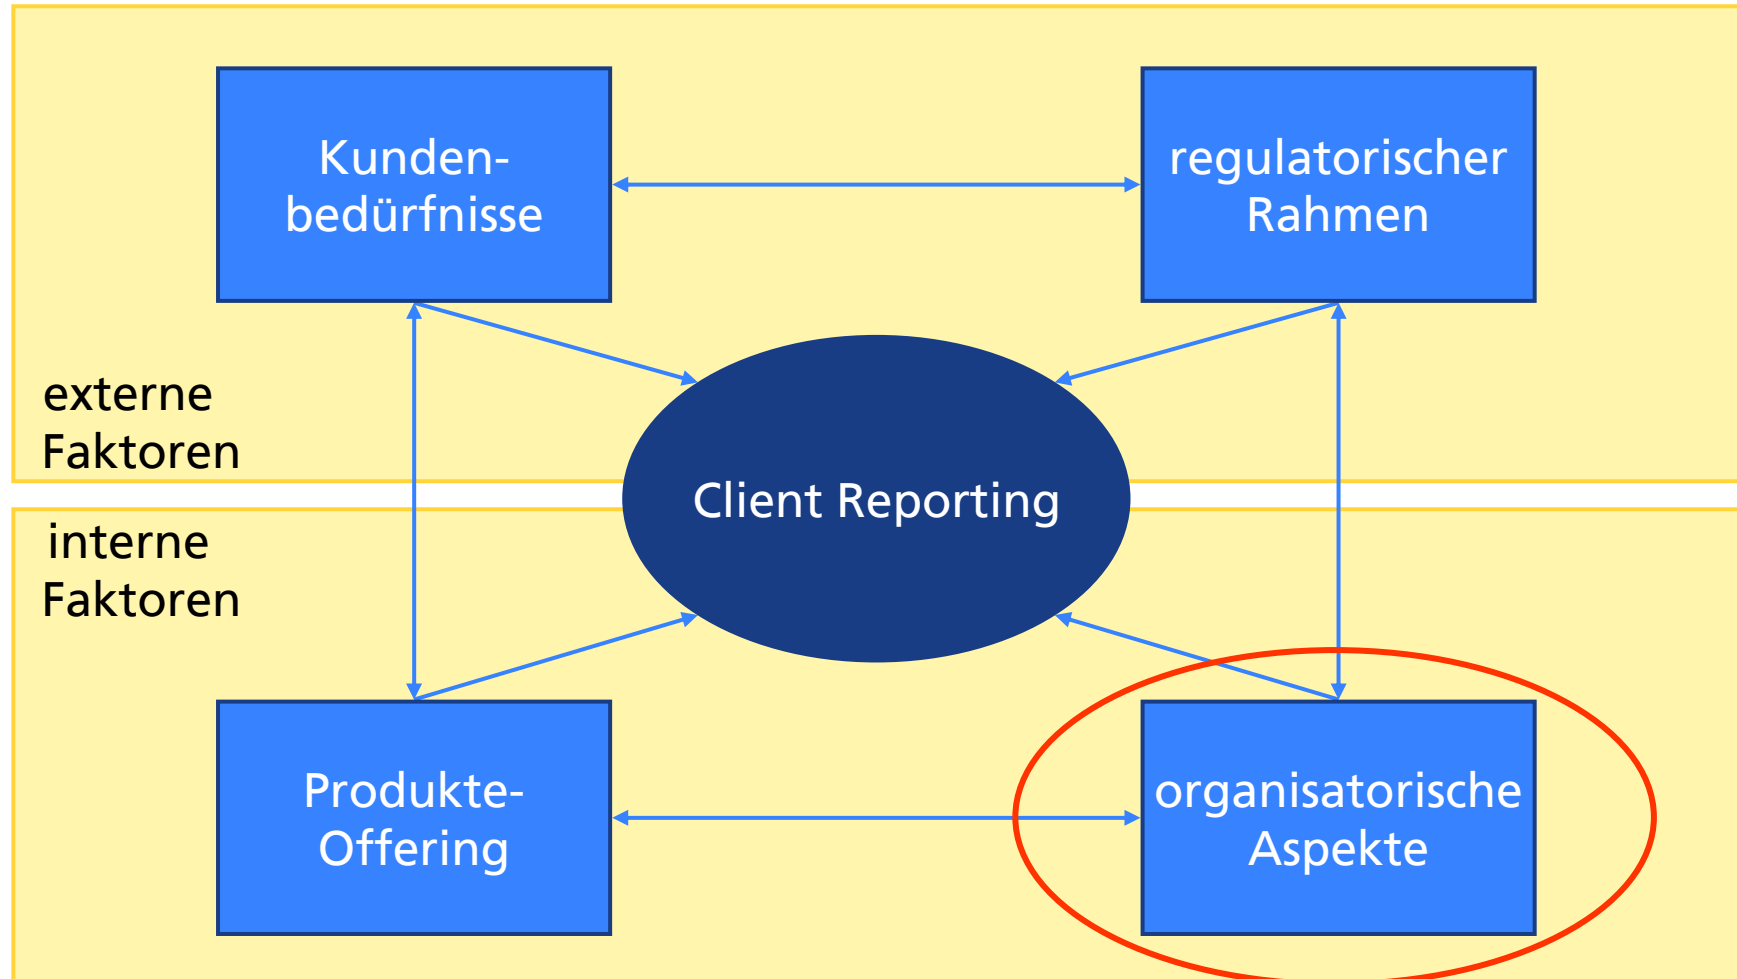 Kunden-
bedürfnisse
regulatorischer
Rahmen
externe
Faktoren
Client Reporting
interne
Faktoren
Produkte-
Offering
organisatorische
Aspekte